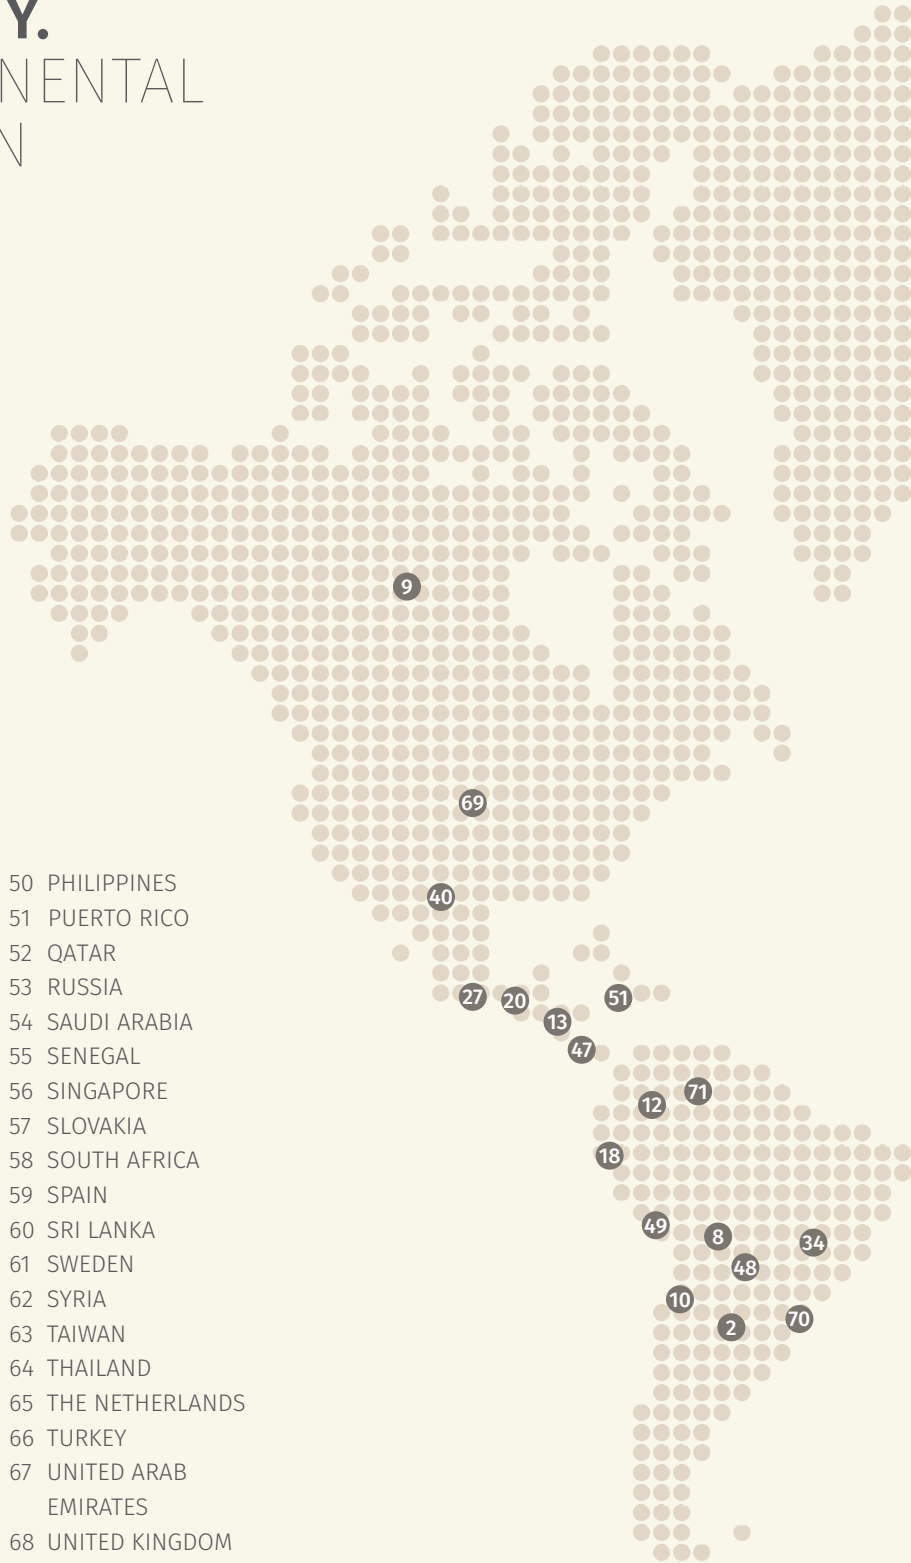 Y.
NENTAL
N
9
69
40
27
20
13
47
51
12
71
18
49
8
34
48
10
2
70
50 PHILIPPINES
51 PUERTO RICO
52 QATAR
53 RUSSIA
54 SAUDI ARABIA
55 SENEGAL
56 SINGAPORE
57 SLOVAKIA
58 SOUTH AFRICA
59 SPAIN
60 SRI LANKA
61 SWEDEN
62 SYRIA
63 TAIWAN
64 THAILAND
65 THE NETHERLANDS
66 TURKEY
67 UNITED ARAB
EMIRATES
68 UNITED KINGDOM